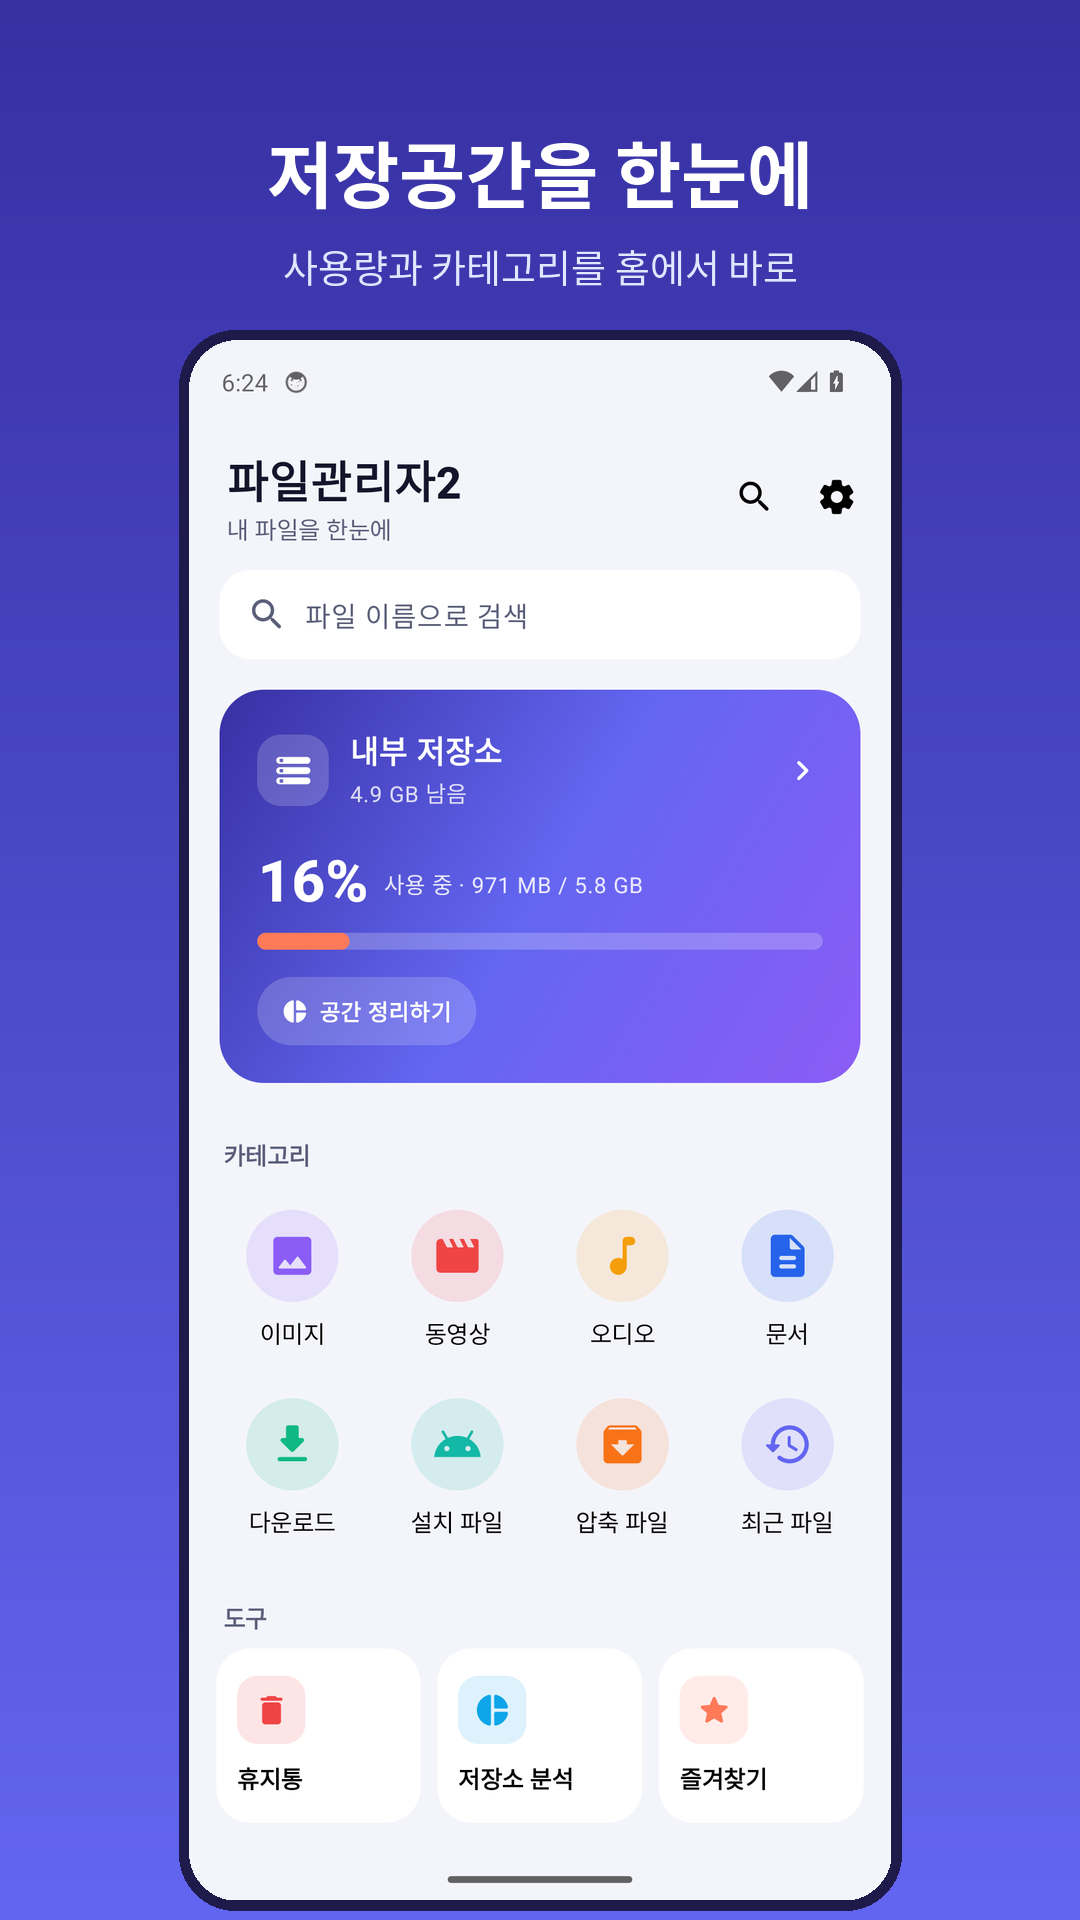 저장공간을 한눈에
사용량과 카테고리를 홈에서 바로
6:24
파일관리자2
내 파일을 한눈에
파일 이름으로 검색
내부 저장소
4.9 GB 남음
16% 사용 중 · 971 MB / 5.8 GB
공간 정리하기
카테고리
이미지 동영상 오디오 문서
다운로드 설치 파일 압축 파일 최근 파일
도구
휴지통 저장소 분석 즐겨찾기